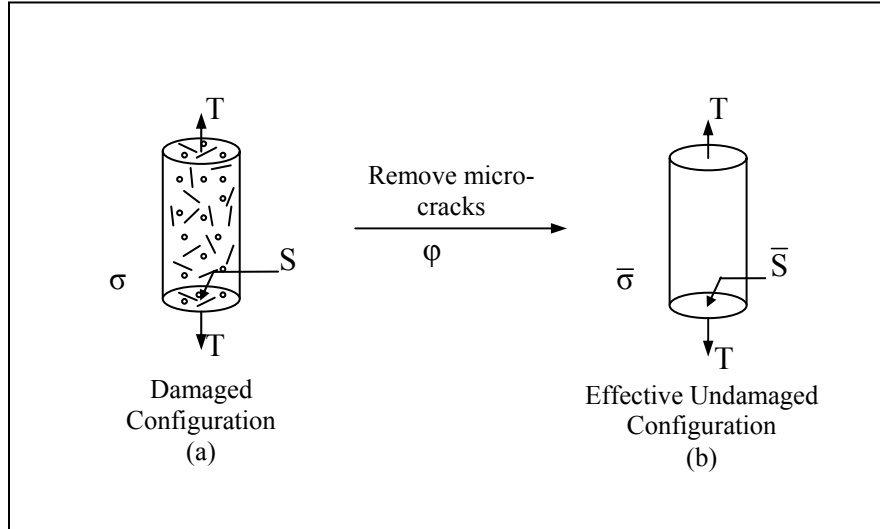 T
T
Remove micro-
cracks
φ
S
S̅
σ
σ̅
T
T
Damaged
Configuration
(a)
Effective Undamaged
Configuration
(b)